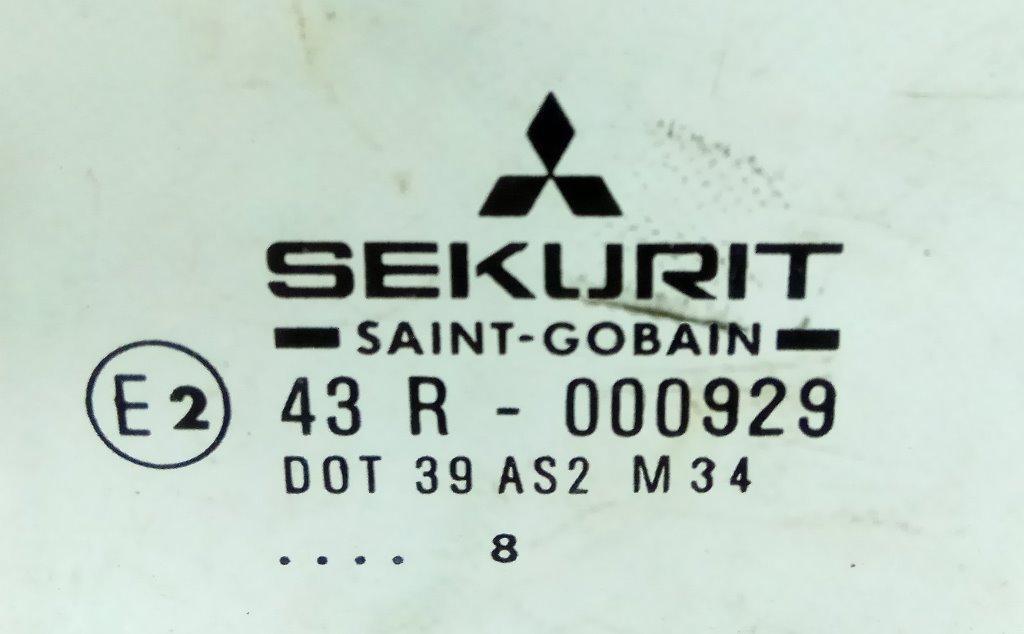 SEKURIT
SAINT-GOBAIN
E2 43 R - 000929
DOT 39 AS2 M34
.... 8